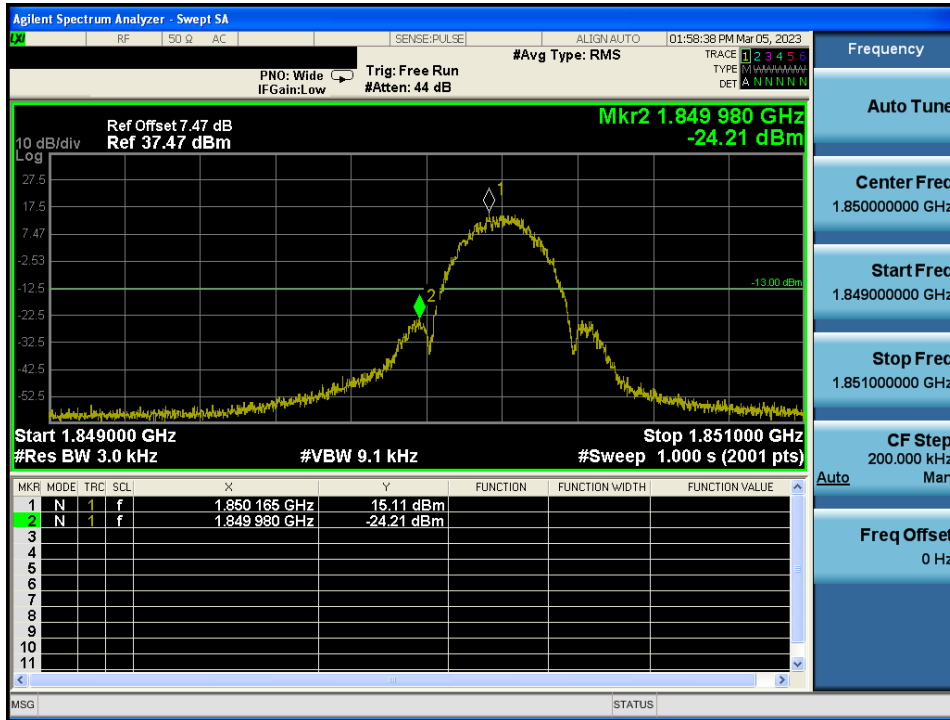 Agilent Spectrum Analyzer - Swept SA
LXI RF 50 Ω AC SENSE:PULSE ALIGN AUTO 01:58:38 PM Mar 05, 2023
#Avg Type: RMS
TRACE 1 2 3 4 5 6
TYPE M
DET A N N N N N
PNO: Wide
IFGain:Low
Trig: Free Run
#Atten: 44 dB
Mkr2 1.849 980 GHz
-24.21 dBm
Ref Offset 7.47 dB
10 dB/div Ref 37.47 dBm
Log
27.5
17.5
7.47
-2.53
-12.5
-22.5
-32.5
-42.5
-52.5
1
2
-13.00 dBm
Start 1.849000 GHz Stop 1.851000 GHz
#Res BW 3.0 kHz #VBW 9.1 kHz #Sweep 1.000 s (2001 pts)
MKR MODE TRC SCL X Y FUNCTION FUNCTION WIDTH FUNCTION VALUE
1 N 1 f 1.850 165 GHz 15.11 dBm
2 N 1 f 1.849 980 GHz -24.21 dBm
3
4
5
6
7
8
9
10
11
MSG STATUS
Frequency
Auto Tune
Center Freq
1.850000000 GHz
Start Freq
1.849000000 GHz
Stop Freq
1.851000000 GHz
CF Step
200.000 kHz
Auto Man
Freq Offset
0 Hz